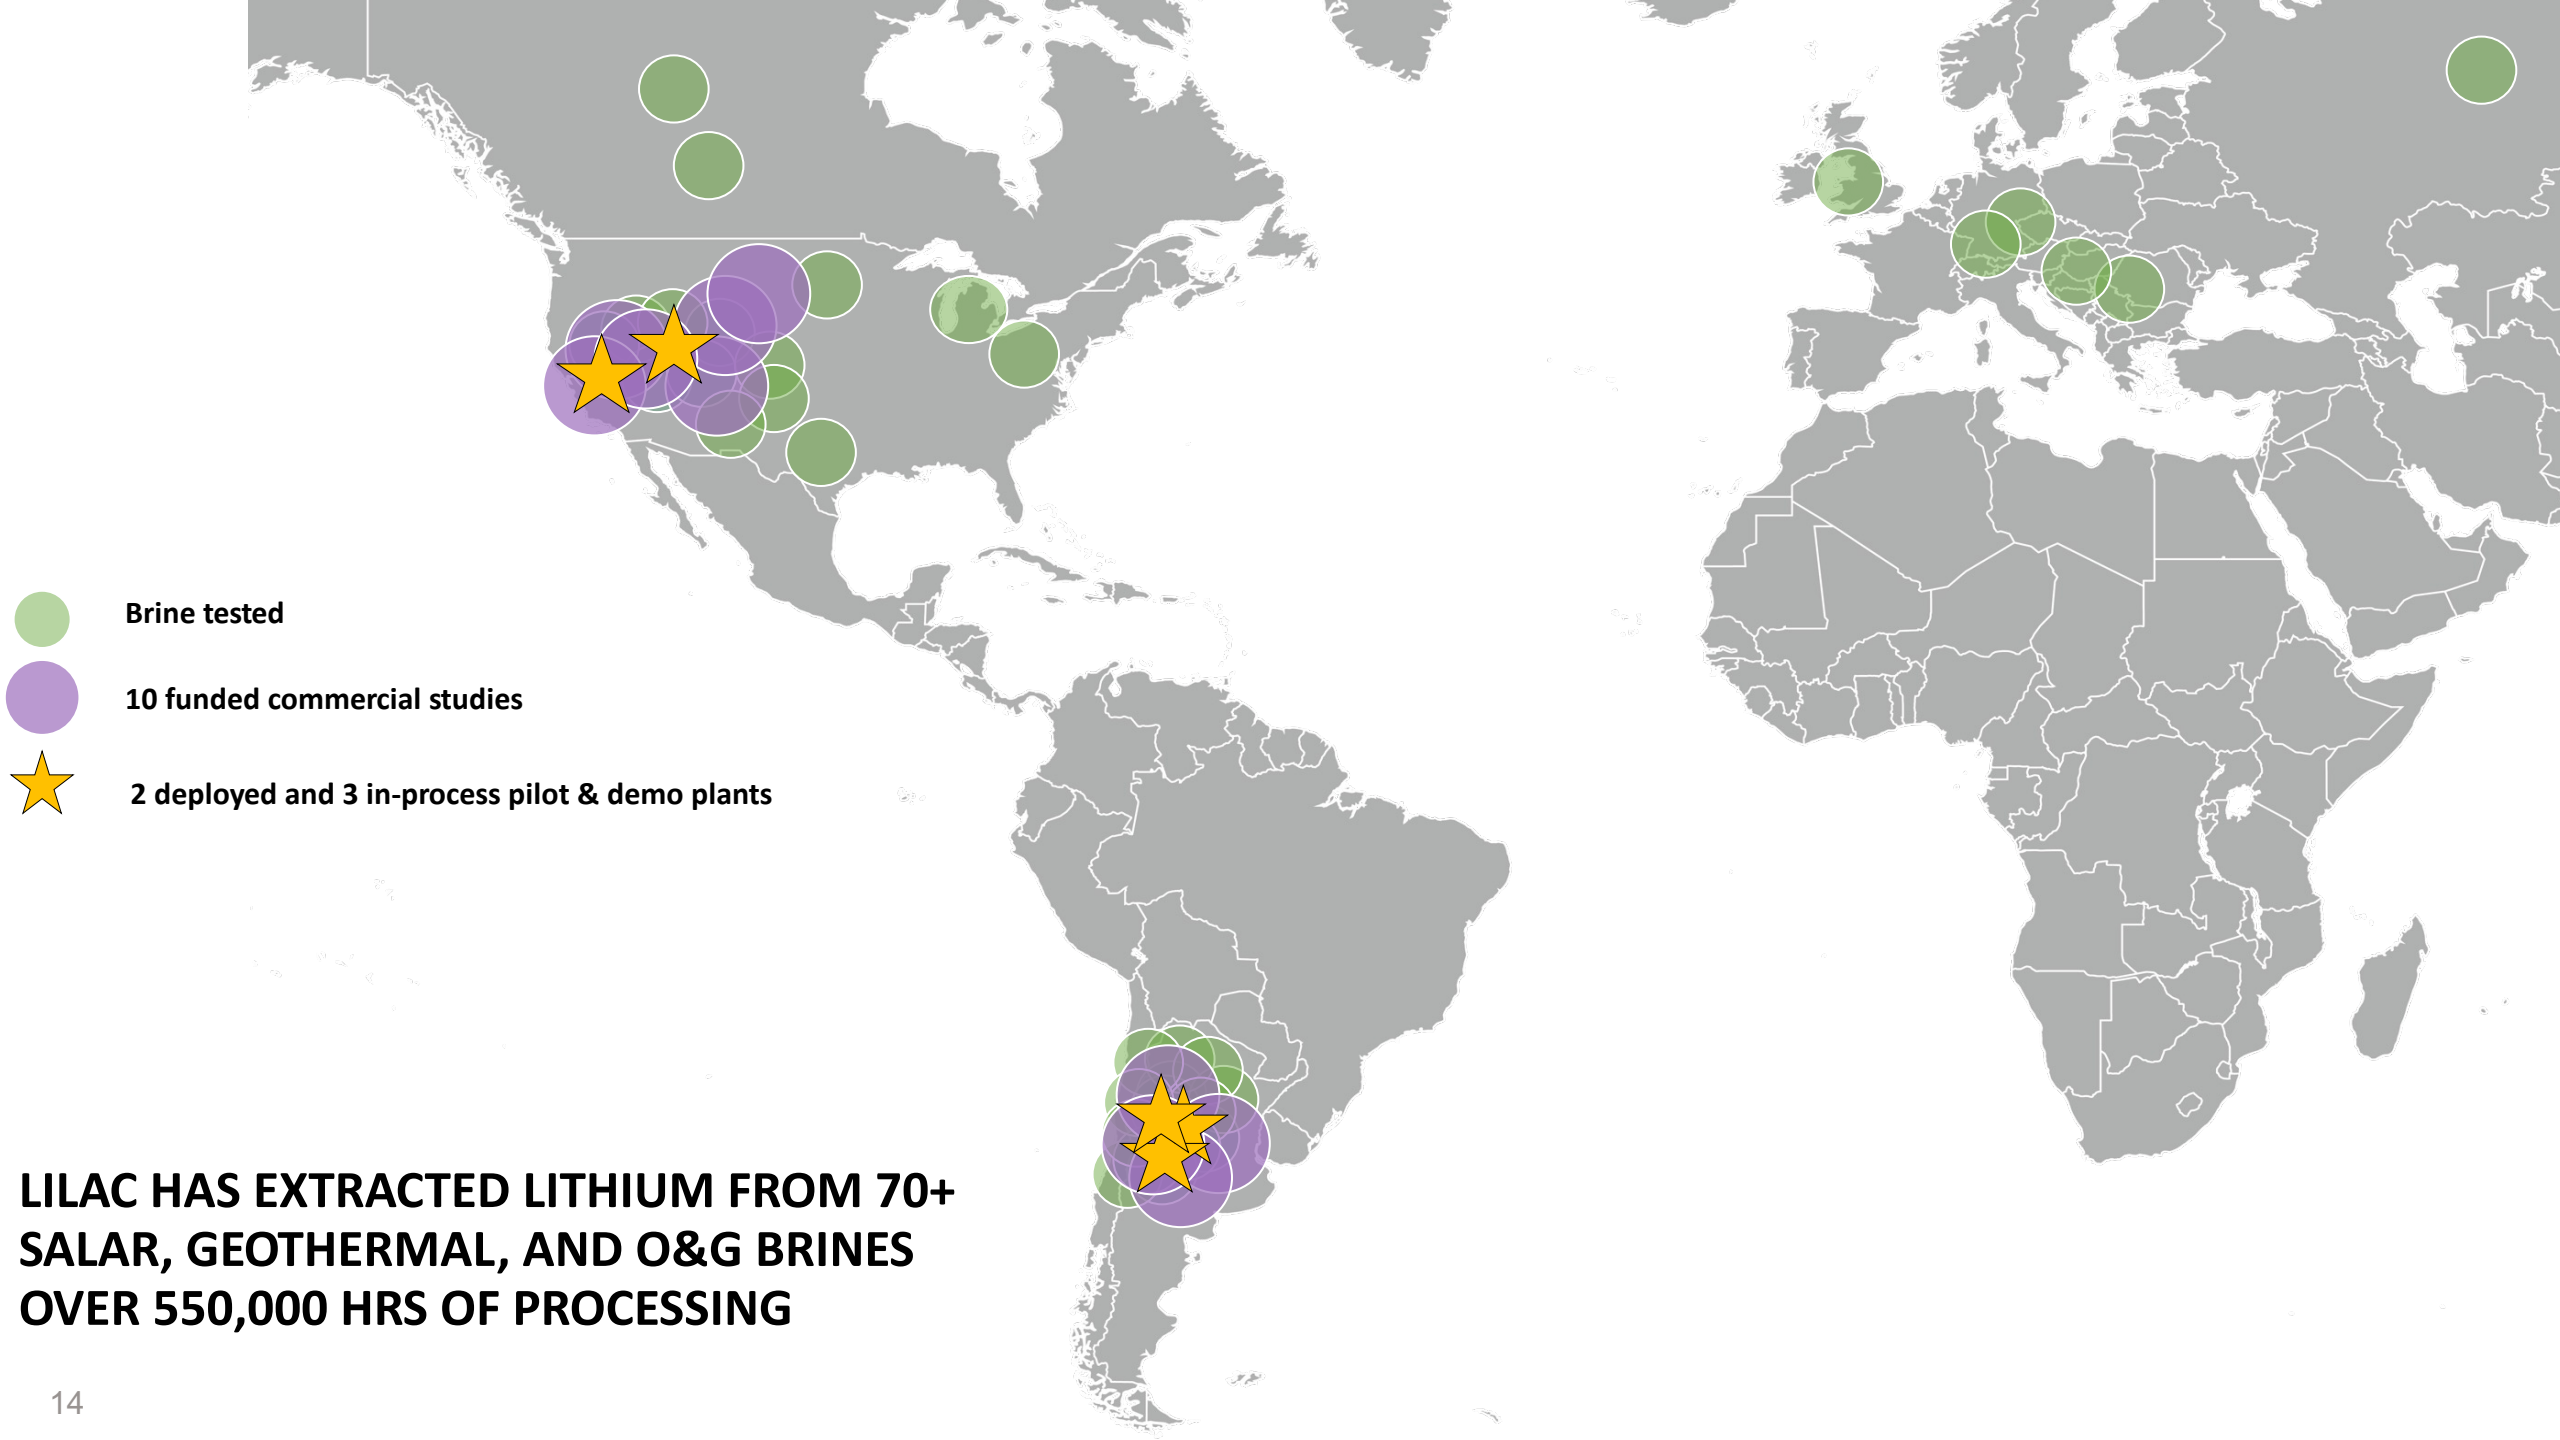 Brine tested
10 funded commercial studies
2 deployed and 3 in-process pilot & demo plants
LILAC HAS EXTRACTED LITHIUM FROM 70+
SALAR, GEOTHERMAL, AND O&G BRINES
OVER 550,000 HRS OF PROCESSING
14